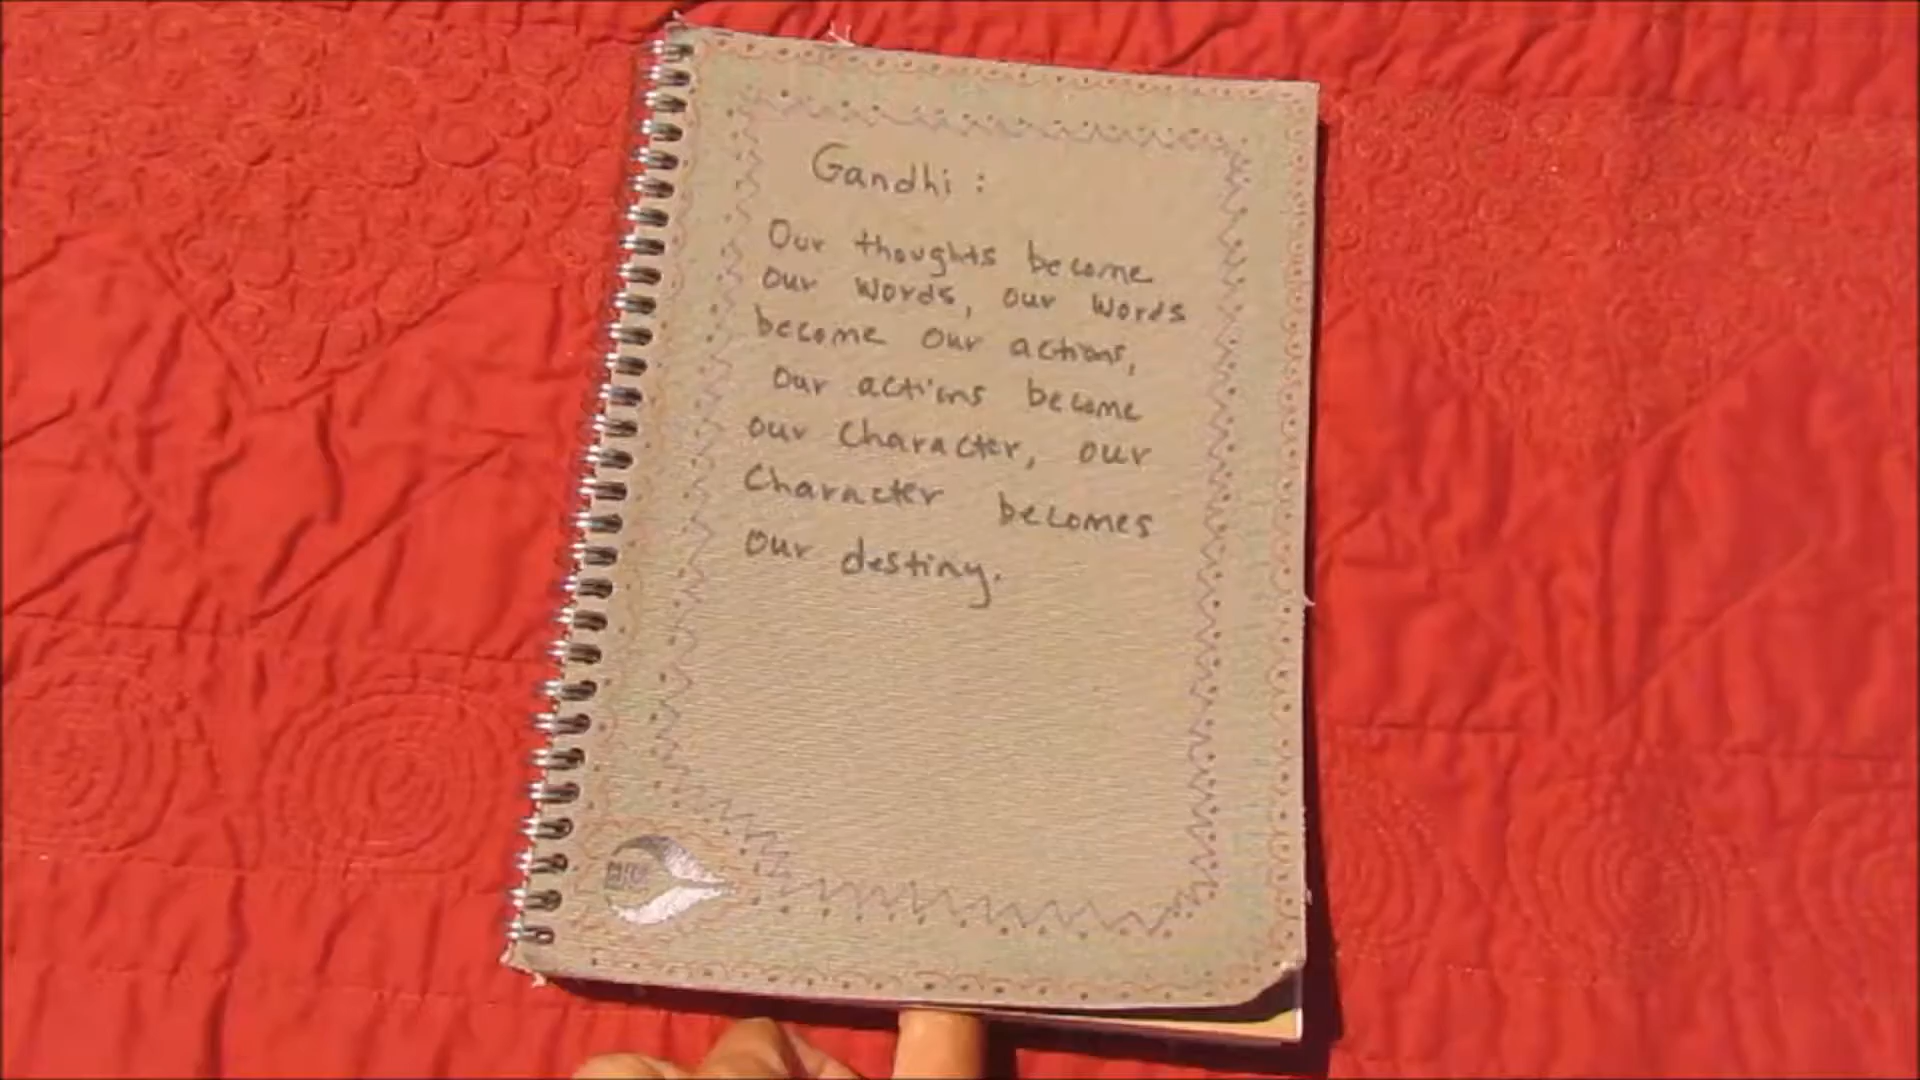 Gandhi :
Our thoughts become
our words, our words
become our actions,
Our actions become
our character, our
Character becomes
our destiny.